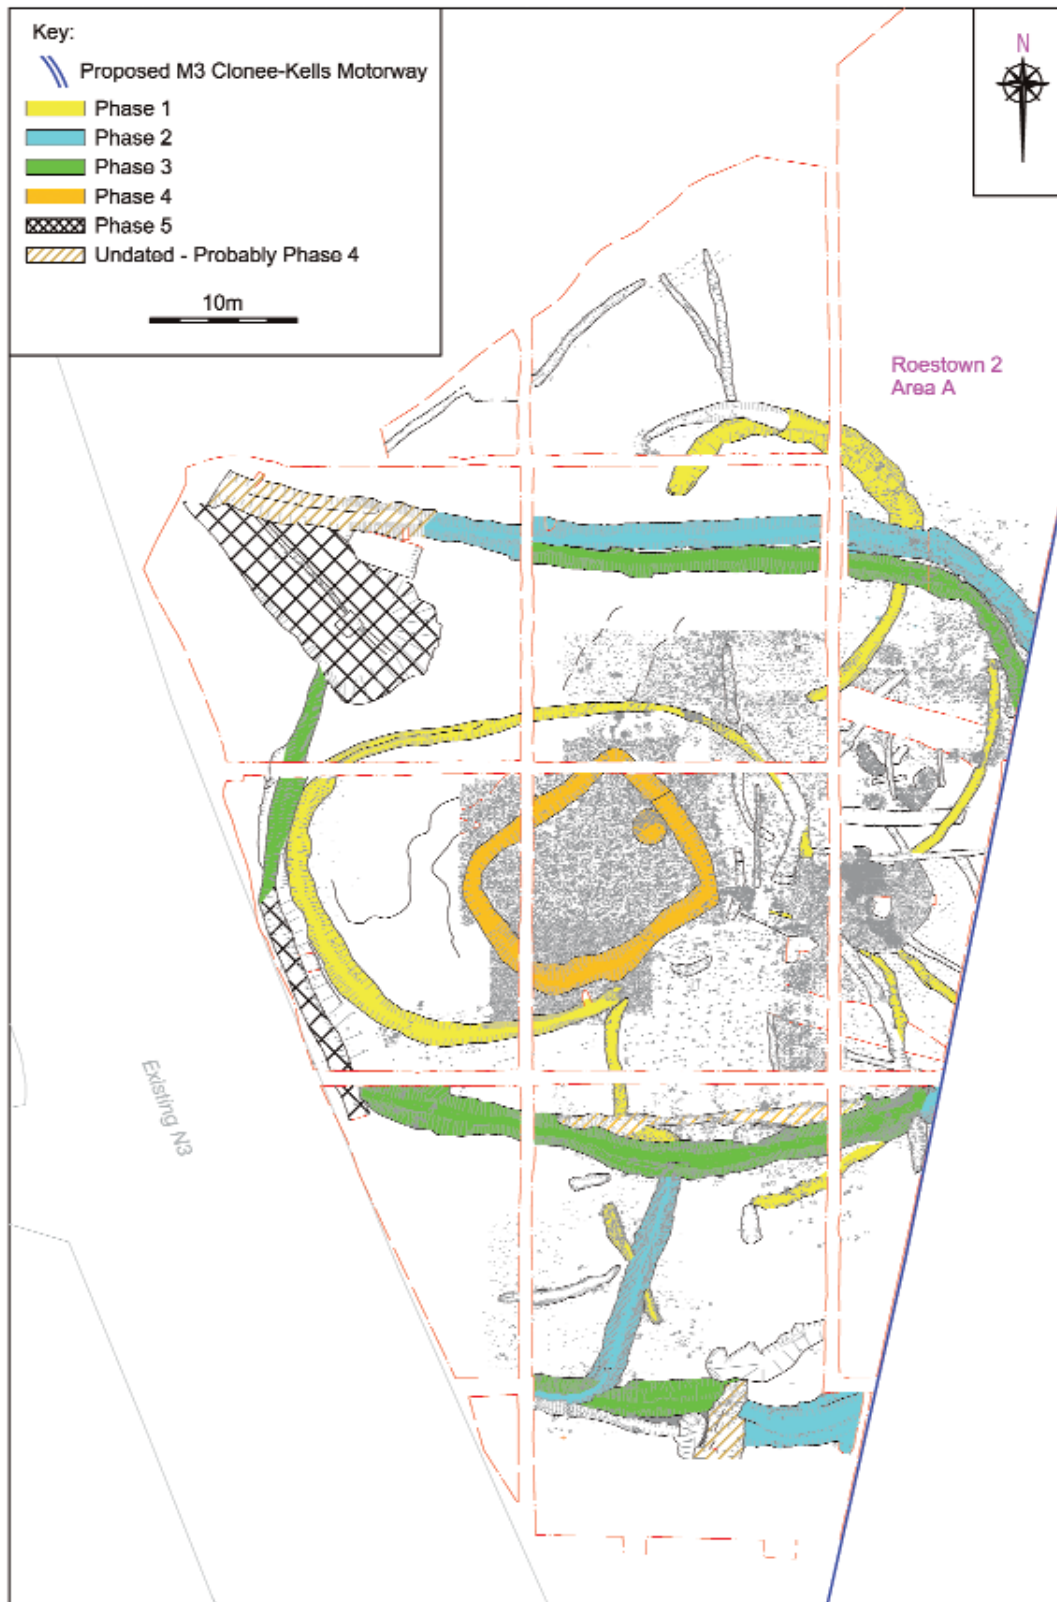 Key:
Proposed M3 Clonee-Kells Motorway
Phase 1
Phase 2
Phase 3
Phase 4
Phase 5
Undated - Probably Phase 4
10m
N
Roestown 2
Area A
Existing N3